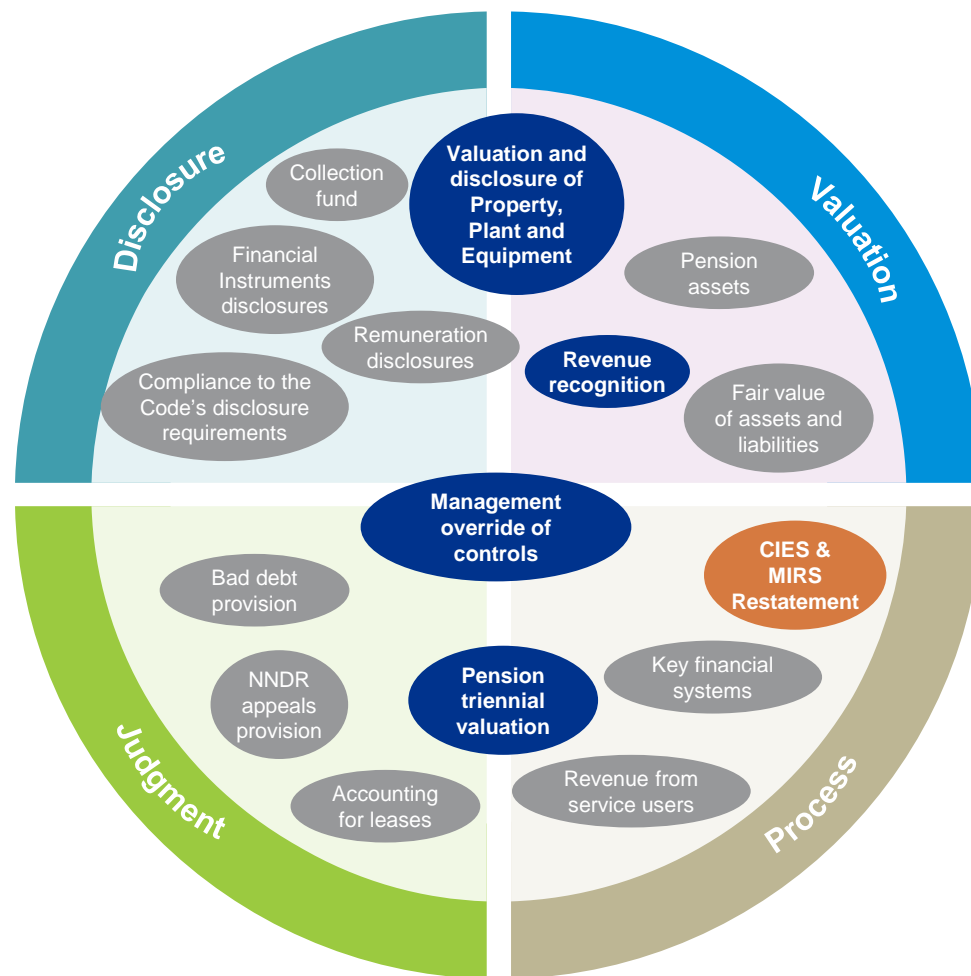 Disclosure
Valuation
Collection
fund
Valuation and
disclosure of
Property,
Plant and
Equipment
Financial
Instruments
disclosures
Pension
assets
Remuneration
disclosures
Revenue
recognition
Compliance to the
Code's disclosure
requirements
Fair value
of assets and
liabilities
Management
override of
controls
Bad debt
provision
CIES &
MIRS
Restatement
NNDR
appeals
provision
Pension
triennial
valuation
Key financial
systems
Accounting
for leases
Revenue from
service users
Judgment
Process